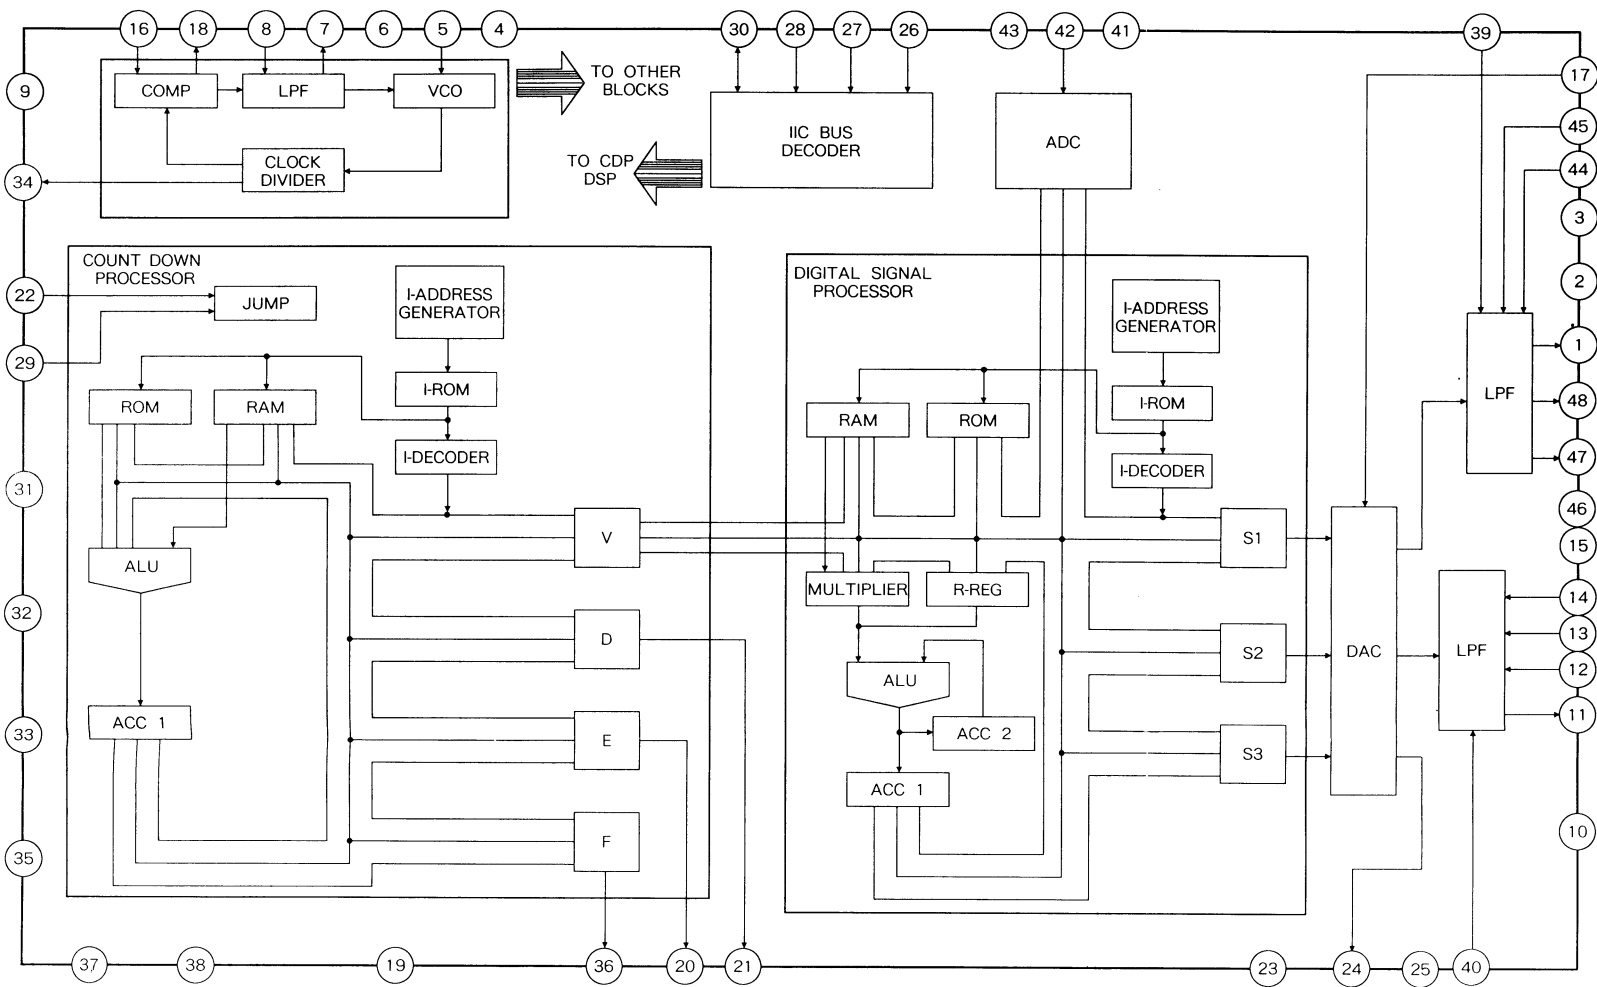 16 18 8 7 6 5 4 30 28 27 26 43 42 41 39
9
COMP
LPF
VCO
TO OTHER
BLOCKS
CLOCK
DIVIDER
34
TO CDP
DSP
IIC BUS
DECODER
ADC
17
45
44
3
2
1
48
47
46
15
14
13
12
11
10
22
29
31
32
33
35
COUNT DOWN
PROCESSOR
JUMP
I-ADDRESS
GENERATOR
I-ROM
ROM
RAM
I-DECODER
ALU
ACC 1
V
D
E
F
DIGITAL SIGNAL
PROCESSOR
I-ADDRESS
GENERATOR
I-ROM
RAM
ROM
I-DECODER
MULTIPLIER
R-REG
ALU
ACC 2
ACC 1
S1
S2
S3
DAC
LPF
LPF
37 38 19 36 20 21 23 24 25 40